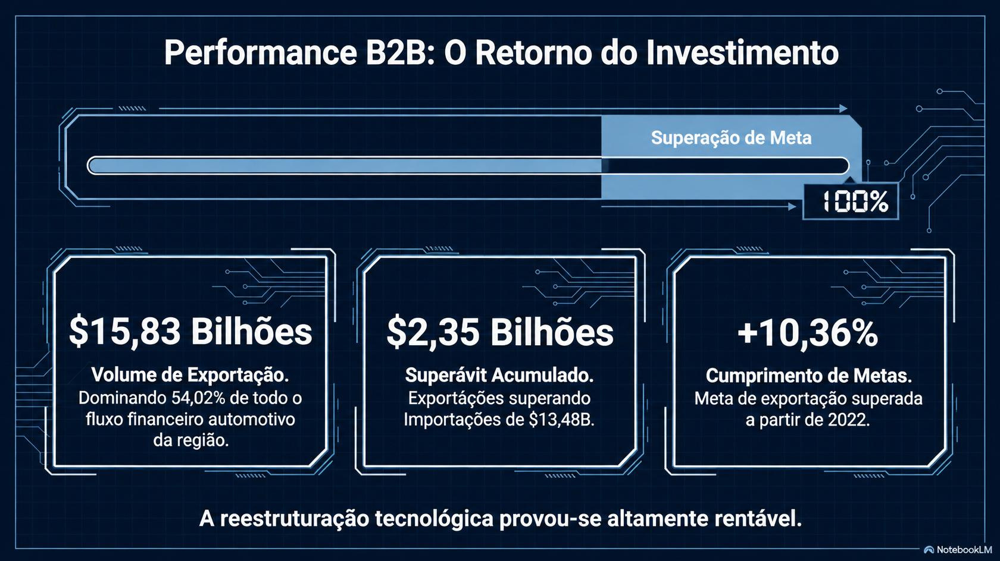 Performance B2B: O Retorno do Investimento
Superação de Meta
100%
$15,83 Bilhões
Volume de Exportação.
Dominando 54,02% de todo o
fluxo financeiro automotivo
da região.
$2,35 Bilhões
Superávit Acumulado.
Exportáções superando
Importações de $13,48B.
+10,36%
Cumprimento de Metas.
Meta de exportação superada
a partir de 2022.
A reestruturação tecnológica provou-se altamente rentável.
NotebookLM